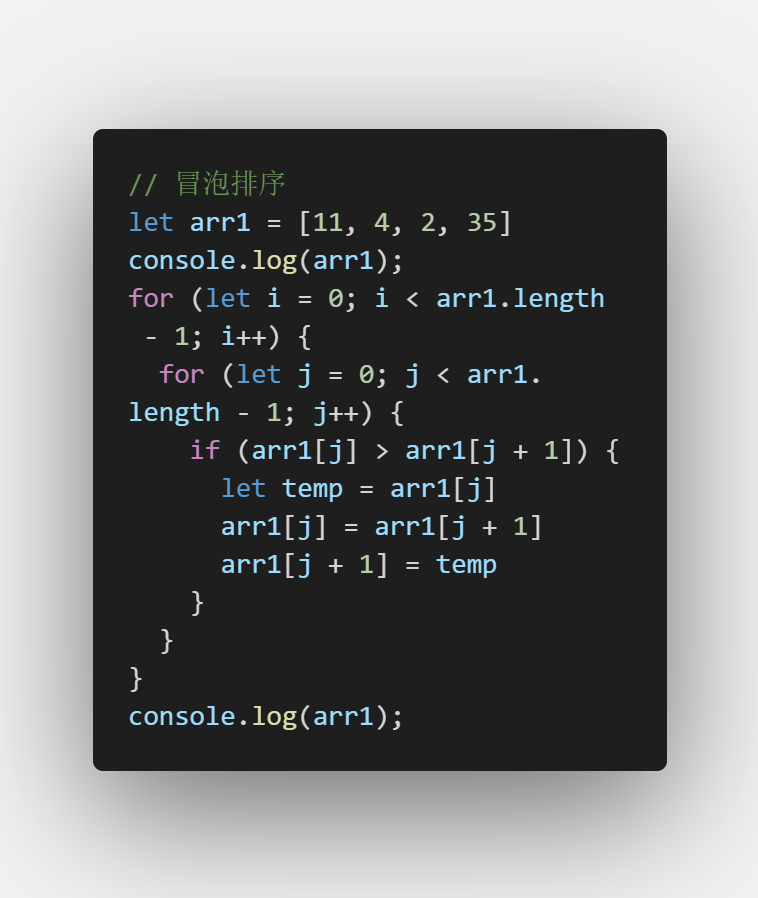 // 冒泡排序
let arr1 = [11, 4, 2, 35]
console.log(arr1);
for (let i = 0; i < arr1.length
 - 1; i++) {
  for (let j = 0; j < arr1.
length - 1; j++) {
    if (arr1[j] > arr1[j + 1]) {
      let temp = arr1[j]
      arr1[j] = arr1[j + 1]
      arr1[j + 1] = temp
    }
  }
}
console.log(arr1);